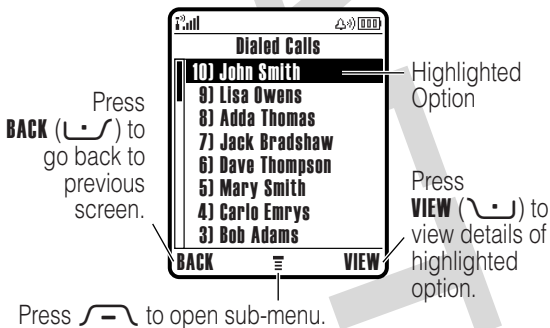 Dialed Calls
10) John Smith
9) Lisa Owens
8) Adda Thomas
7) Jack Bradshaw
6) Dave Thompson
5) Mary Smith
4) Carlo Emrys
3) Bob Adams
BACK VIEW
Highlighted
Option
Press
BACK ( ) to
go back to
previous
screen.
Press
VIEW ( ) to
view details of
highlighted
option.
Press to open sub-menu.